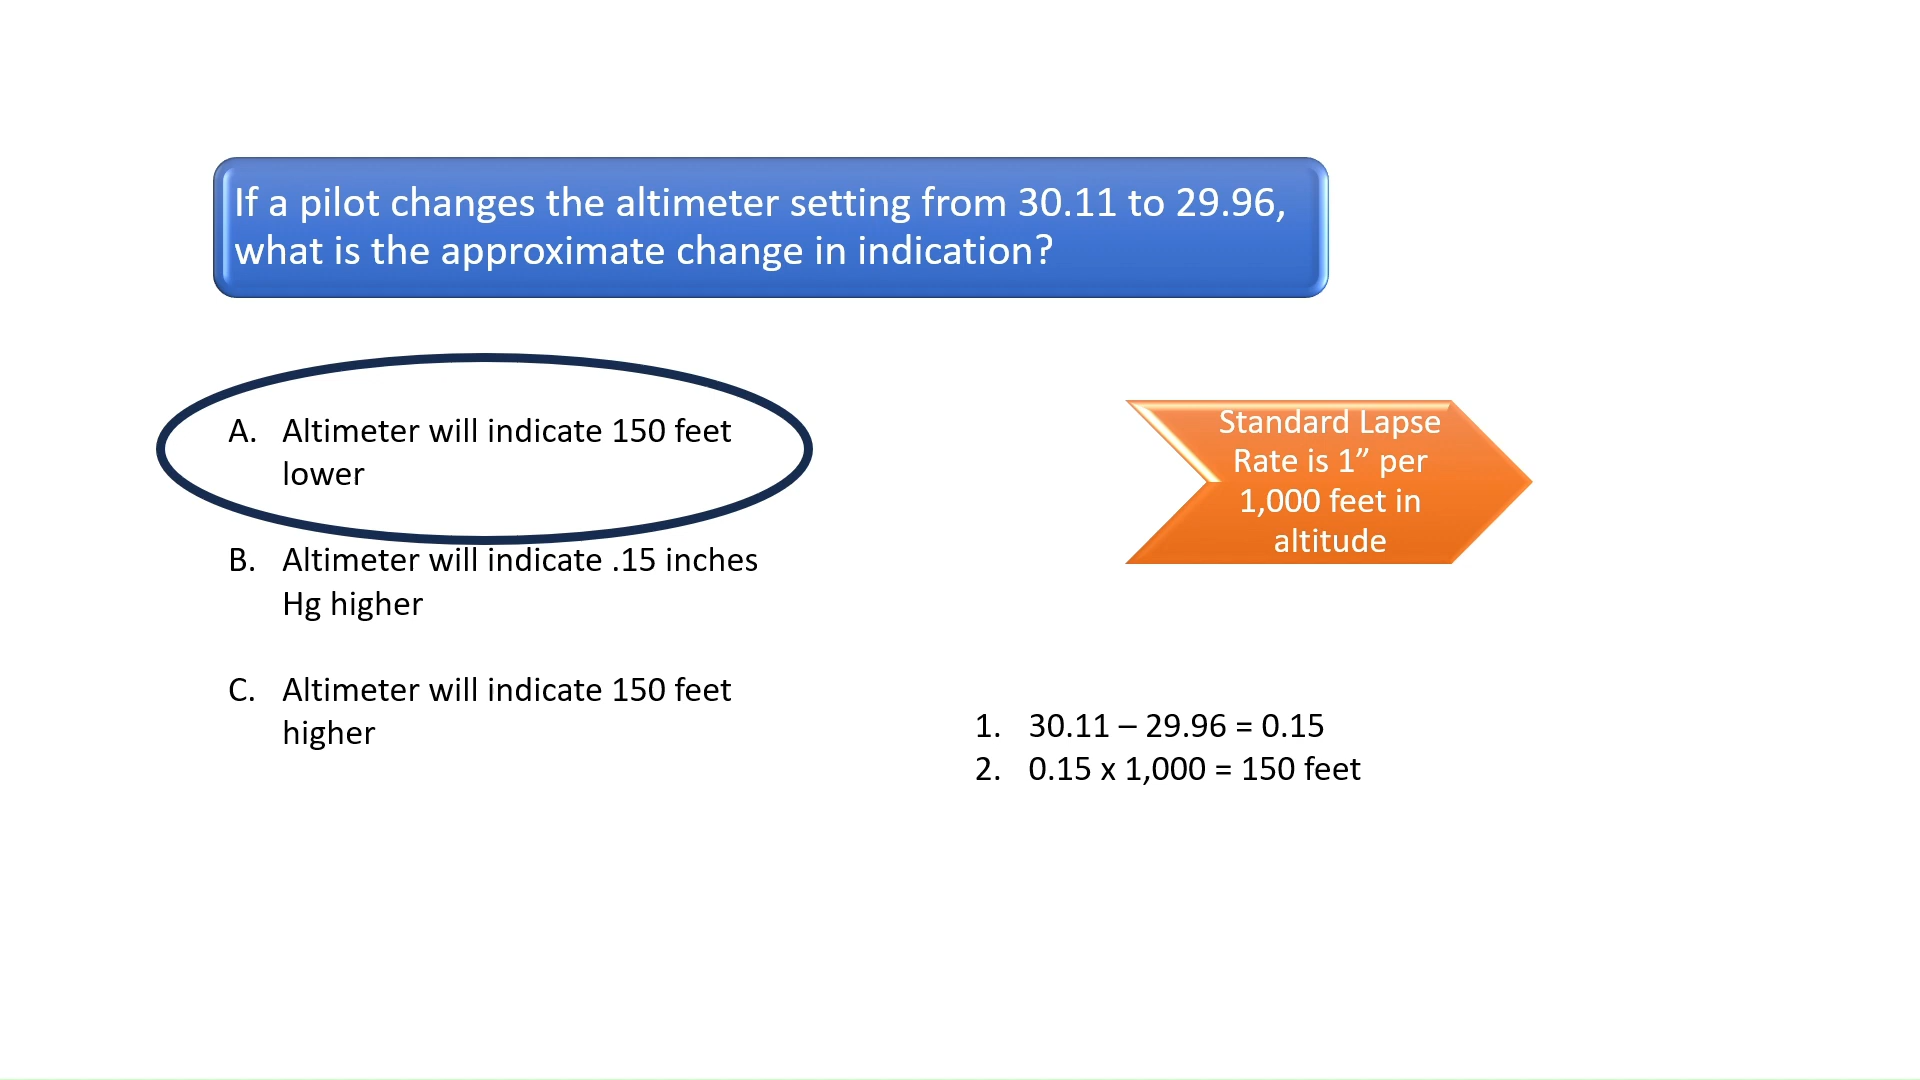 If a pilot changes the altimeter setting from 30.11 to 29.96,
what is the approximate change in indication?
A. Altimeter will indicate 150 feet
lower
B. Altimeter will indicate .15 inches
Hg higher
C. Altimeter will indicate 150 feet
higher
Standard Lapse
Rate is 1” per
1,000 feet in
altitude
1. 30.11 – 29.96 = 0.15
2. 0.15 x 1,000 = 150 feet